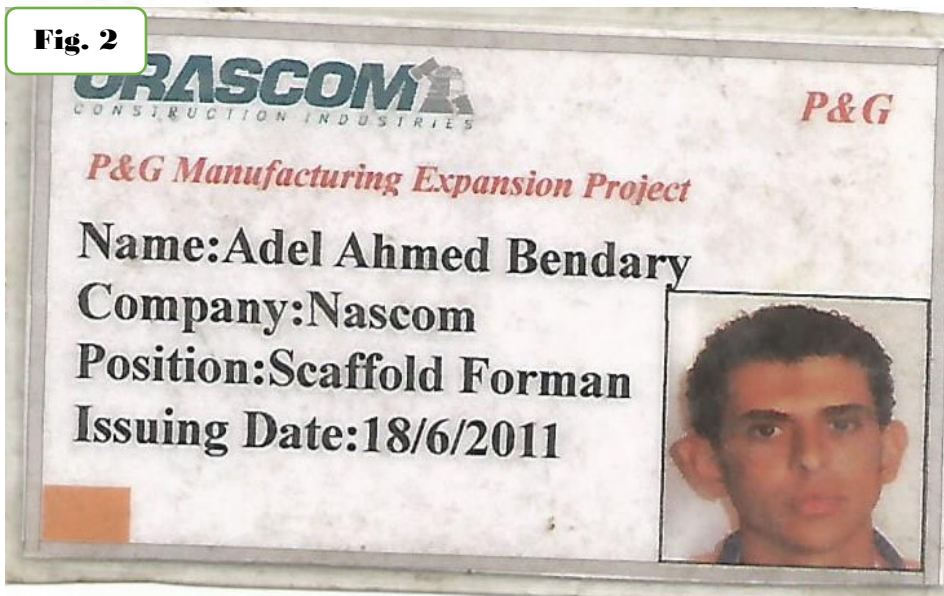 Fig. 2
ORASCOM
CONSTRUCTION INDUSTRIES
P&G
P&G Manufacturing Expansion Project
Name:Adel Ahmed Bendary
Company:Nascom
Position:Scaffold Forman
Issuing Date:18/6/2011